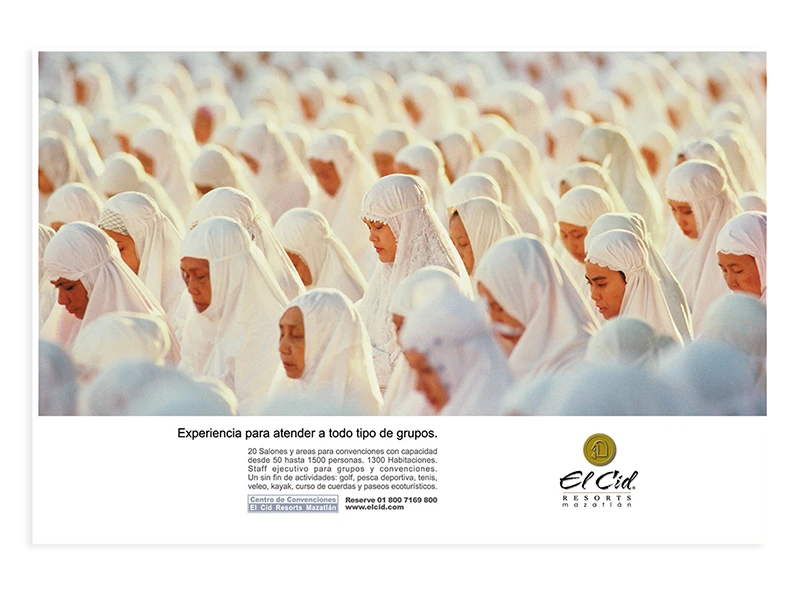 Experiencia para atender a todo tipo de grupos.
20 Salones y areas para convenciones con capacidad
desde 50 hasta 1500 personas. 1300 Habitaciones.
Staff ejecutivo para grupos y convenciones.
Un sin fin de actividades: golf, pesca deportiva, tenis,
veleo, kayak, curso de cuerdas y paseos ecoturísticos.
Centro de Convenciones
El Cid Resorts Mazatlán
Reserve 01 800 7169 800
www.elcid.com
El Cid®
RESORTS
mazatlán